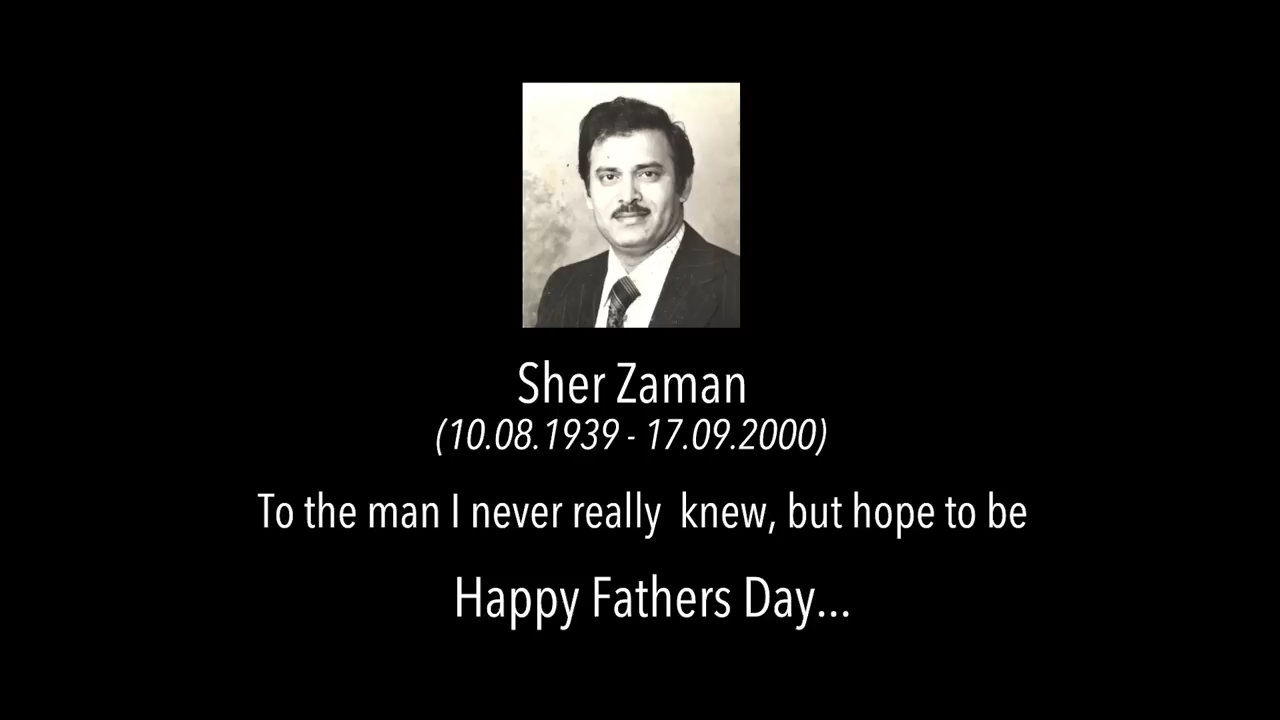 Sher Zaman
(10.08.1939 - 17.09.2000)
To the man I never really  knew, but hope to be
Happy Fathers Day...